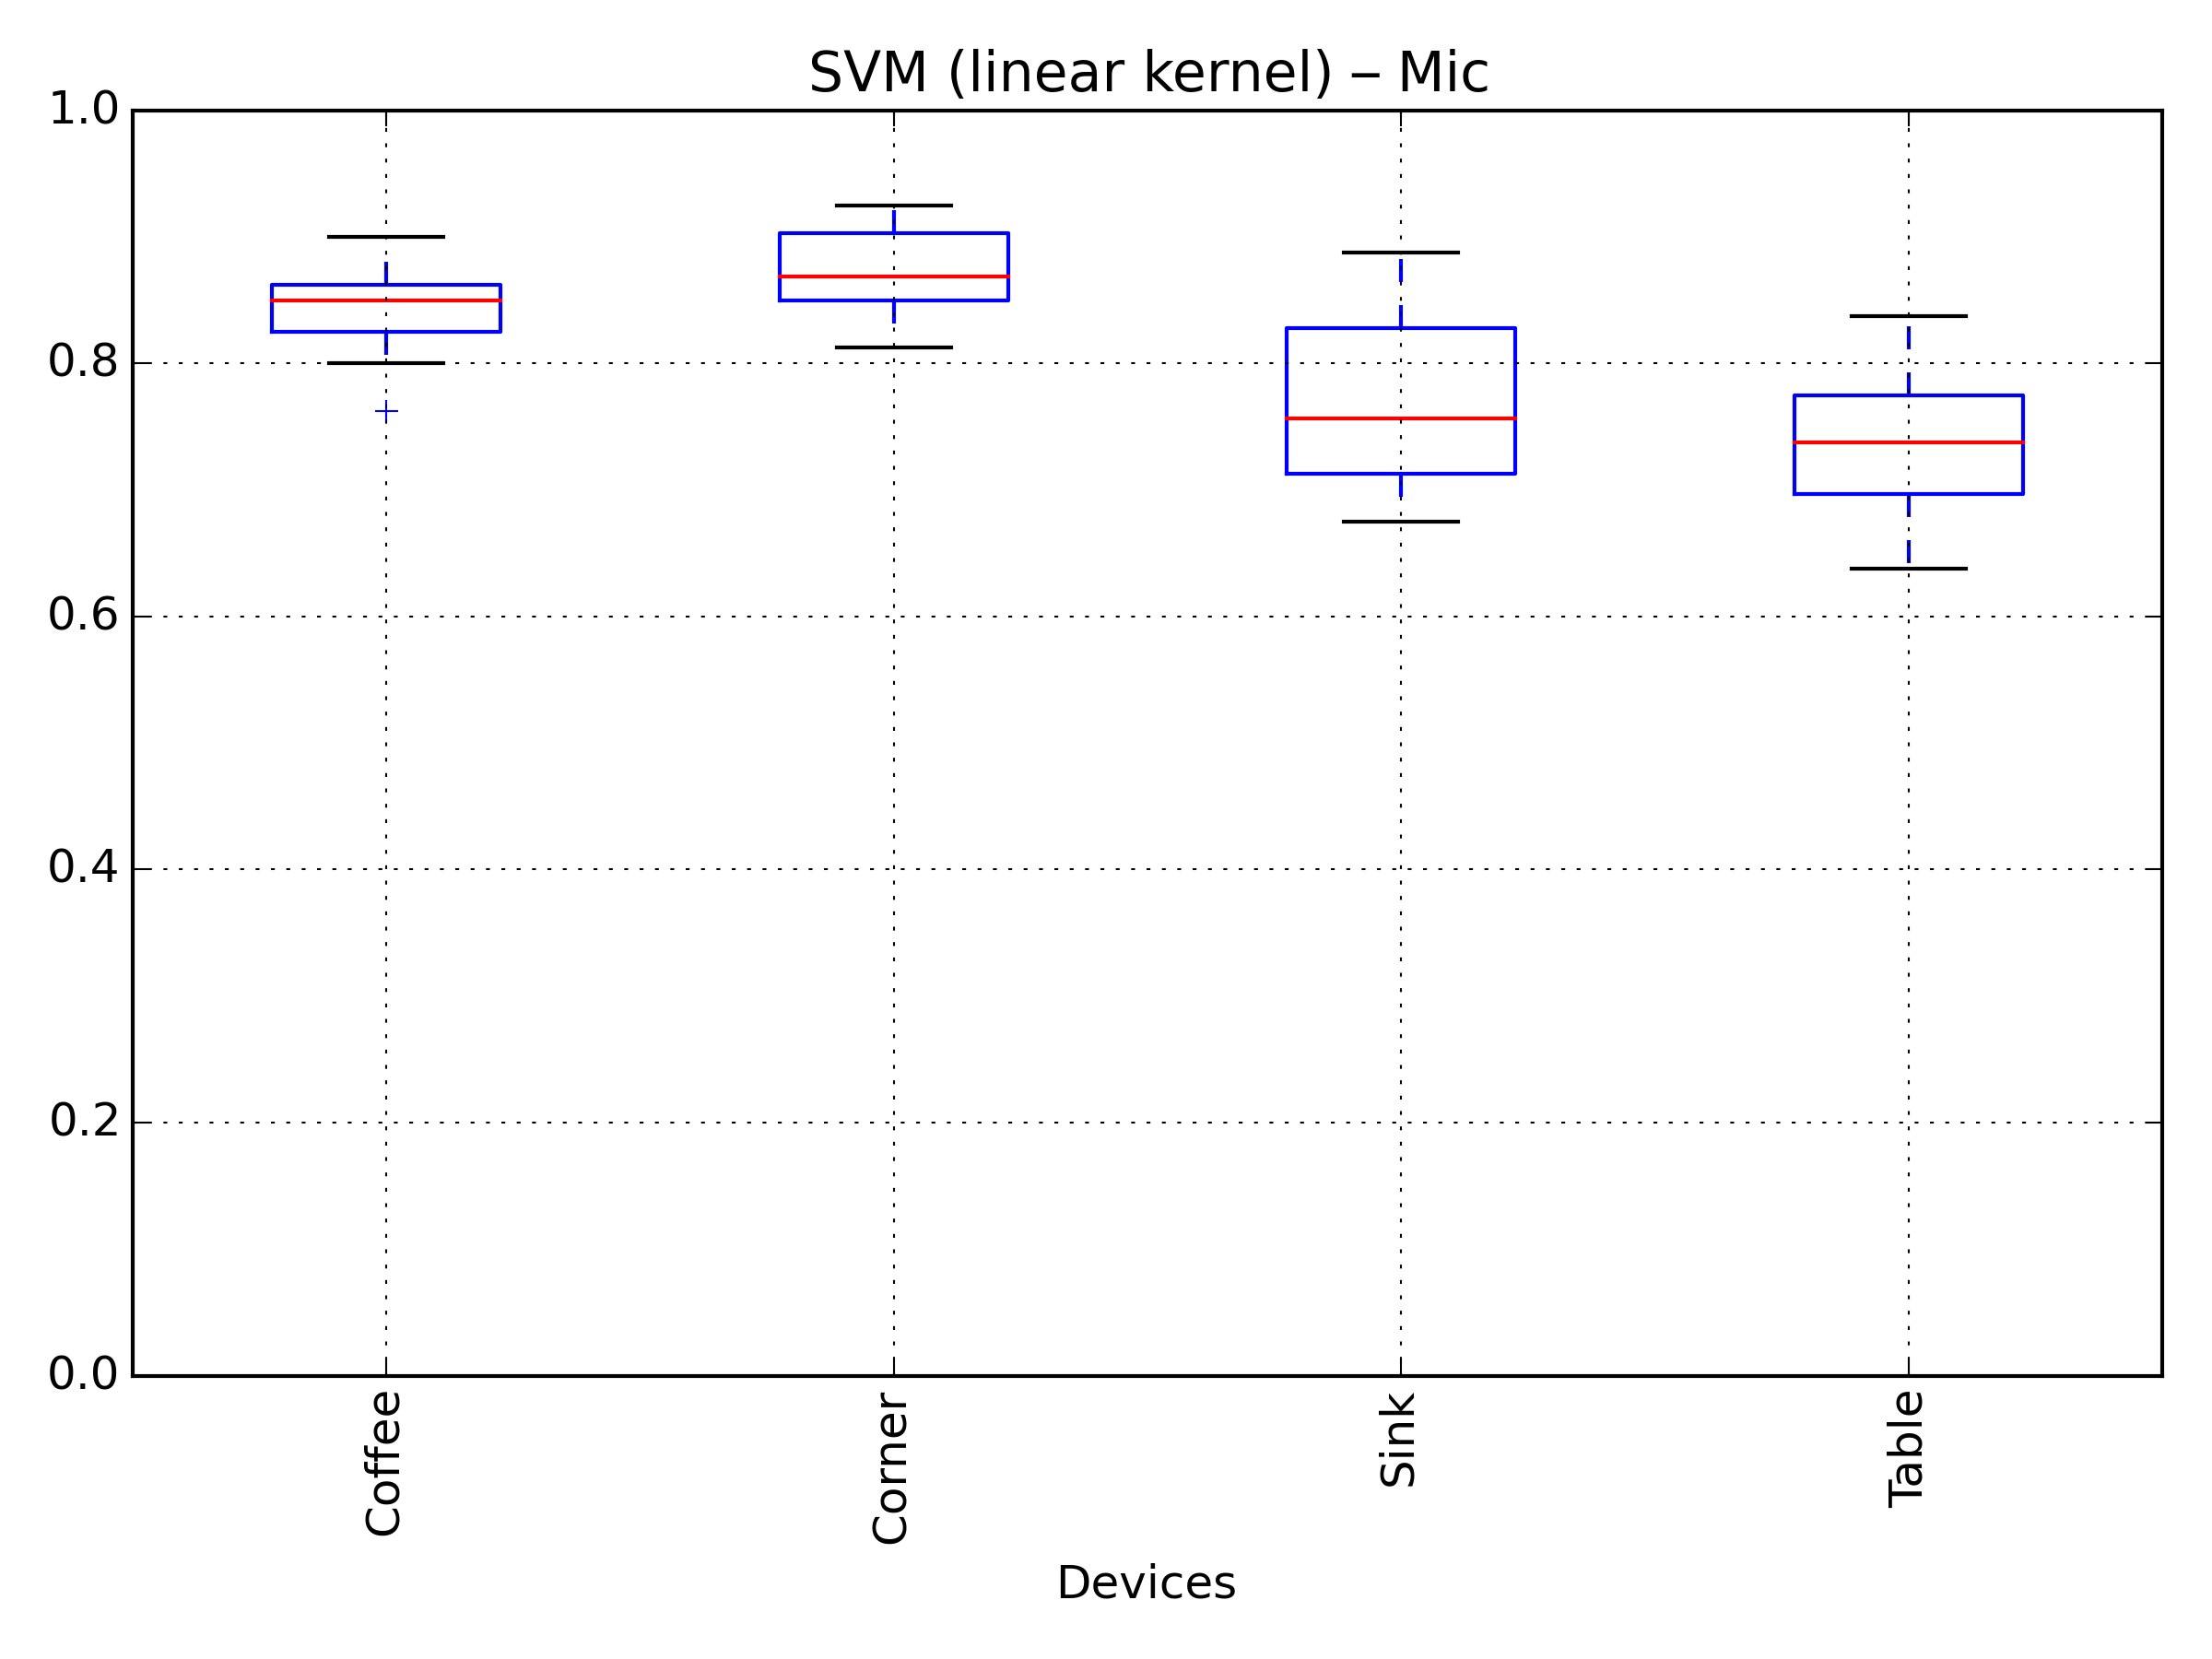 SVM (linear kernel) – Mic
1.0
0.8
0.6
0.4
0.2
0.0
Coffee
Corner
Sink
Table
Devices